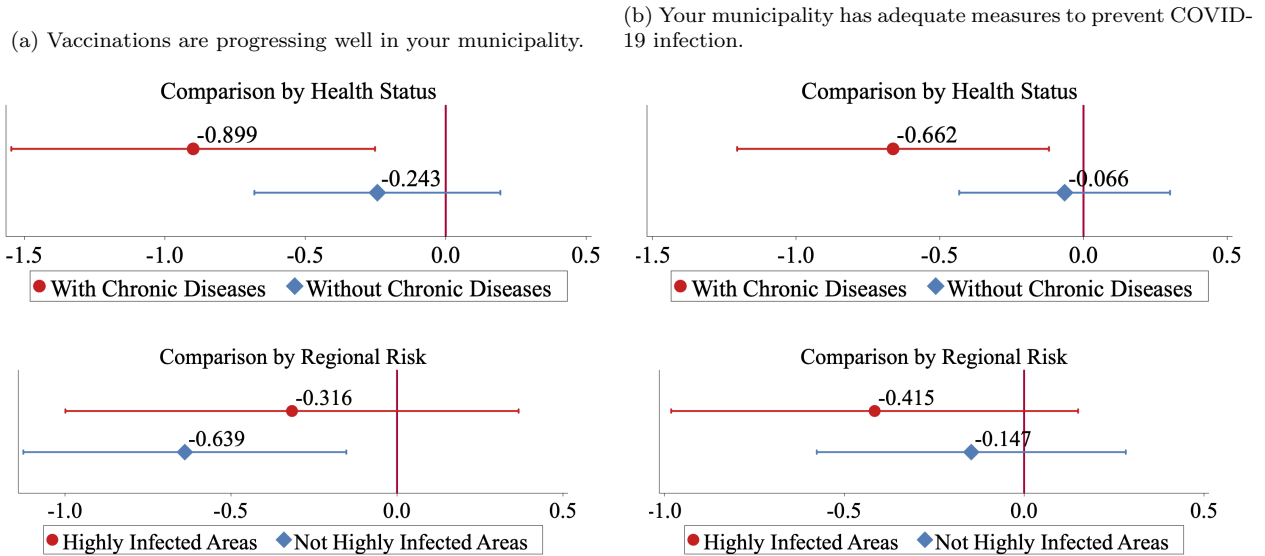 (a) Vaccinations are progressing well in your municipality.
Comparison by Health Status
-0.899
-0.243
-1.5 -1.0 -0.5 0.0 0.5
With Chronic Diseases Without Chronic Diseases
Comparison by Regional Risk
-0.316
-0.639
-1.0 -0.5 0.0 0.5
Highly Infected Areas Not Highly Infected Areas
(b) Your municipality has adequate measures to prevent COVID-
19 infection.
Comparison by Health Status
-0.662
-0.066
-1.5 -1.0 -0.5 0.0 0.5
With Chronic Diseases Without Chronic Diseases
Comparison by Regional Risk
-0.415
-0.147
-1.0 -0.5 0.0 0.5
Highly Infected Areas Not Highly Infected Areas